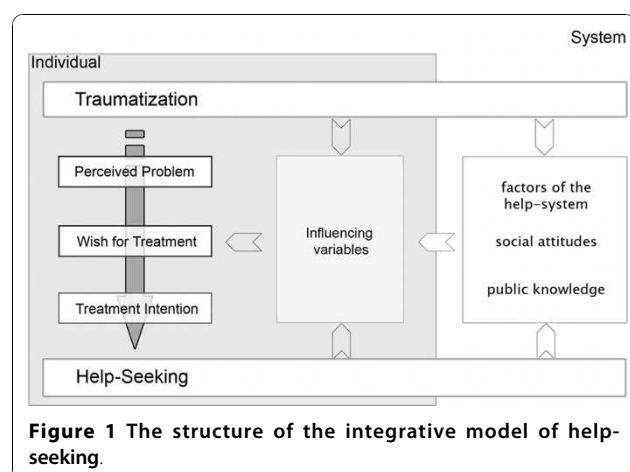 System
Individual
Traumatization
Perceived Problem
Wish for Treatment
Treatment Intention
Influencing
variables
factors of the
help-system
social attitudes
public knowledge
Help-Seeking
Figure 1 The structure of the integrative model of help-
seeking.